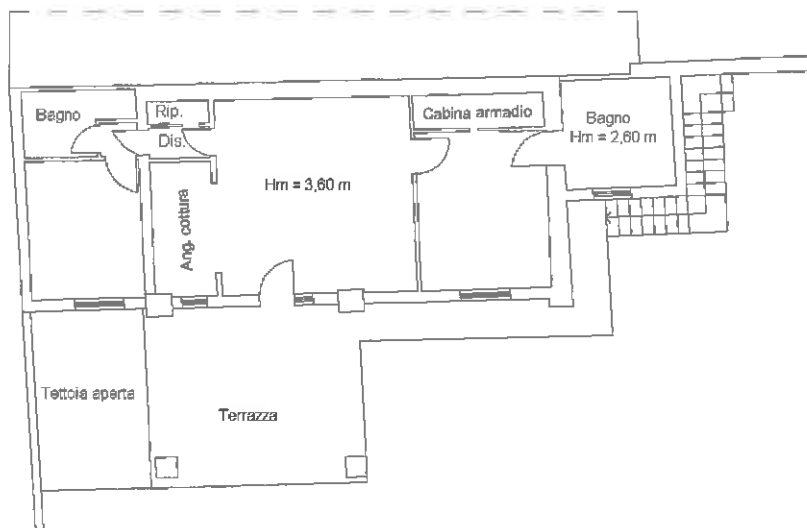 Bagno
Rip.
Dis.
Cabina armadio
Bagno
Hm = 2,60 m
Hm = 3,60 m
Ang. cottura
Tettoia aperta
Terrazza